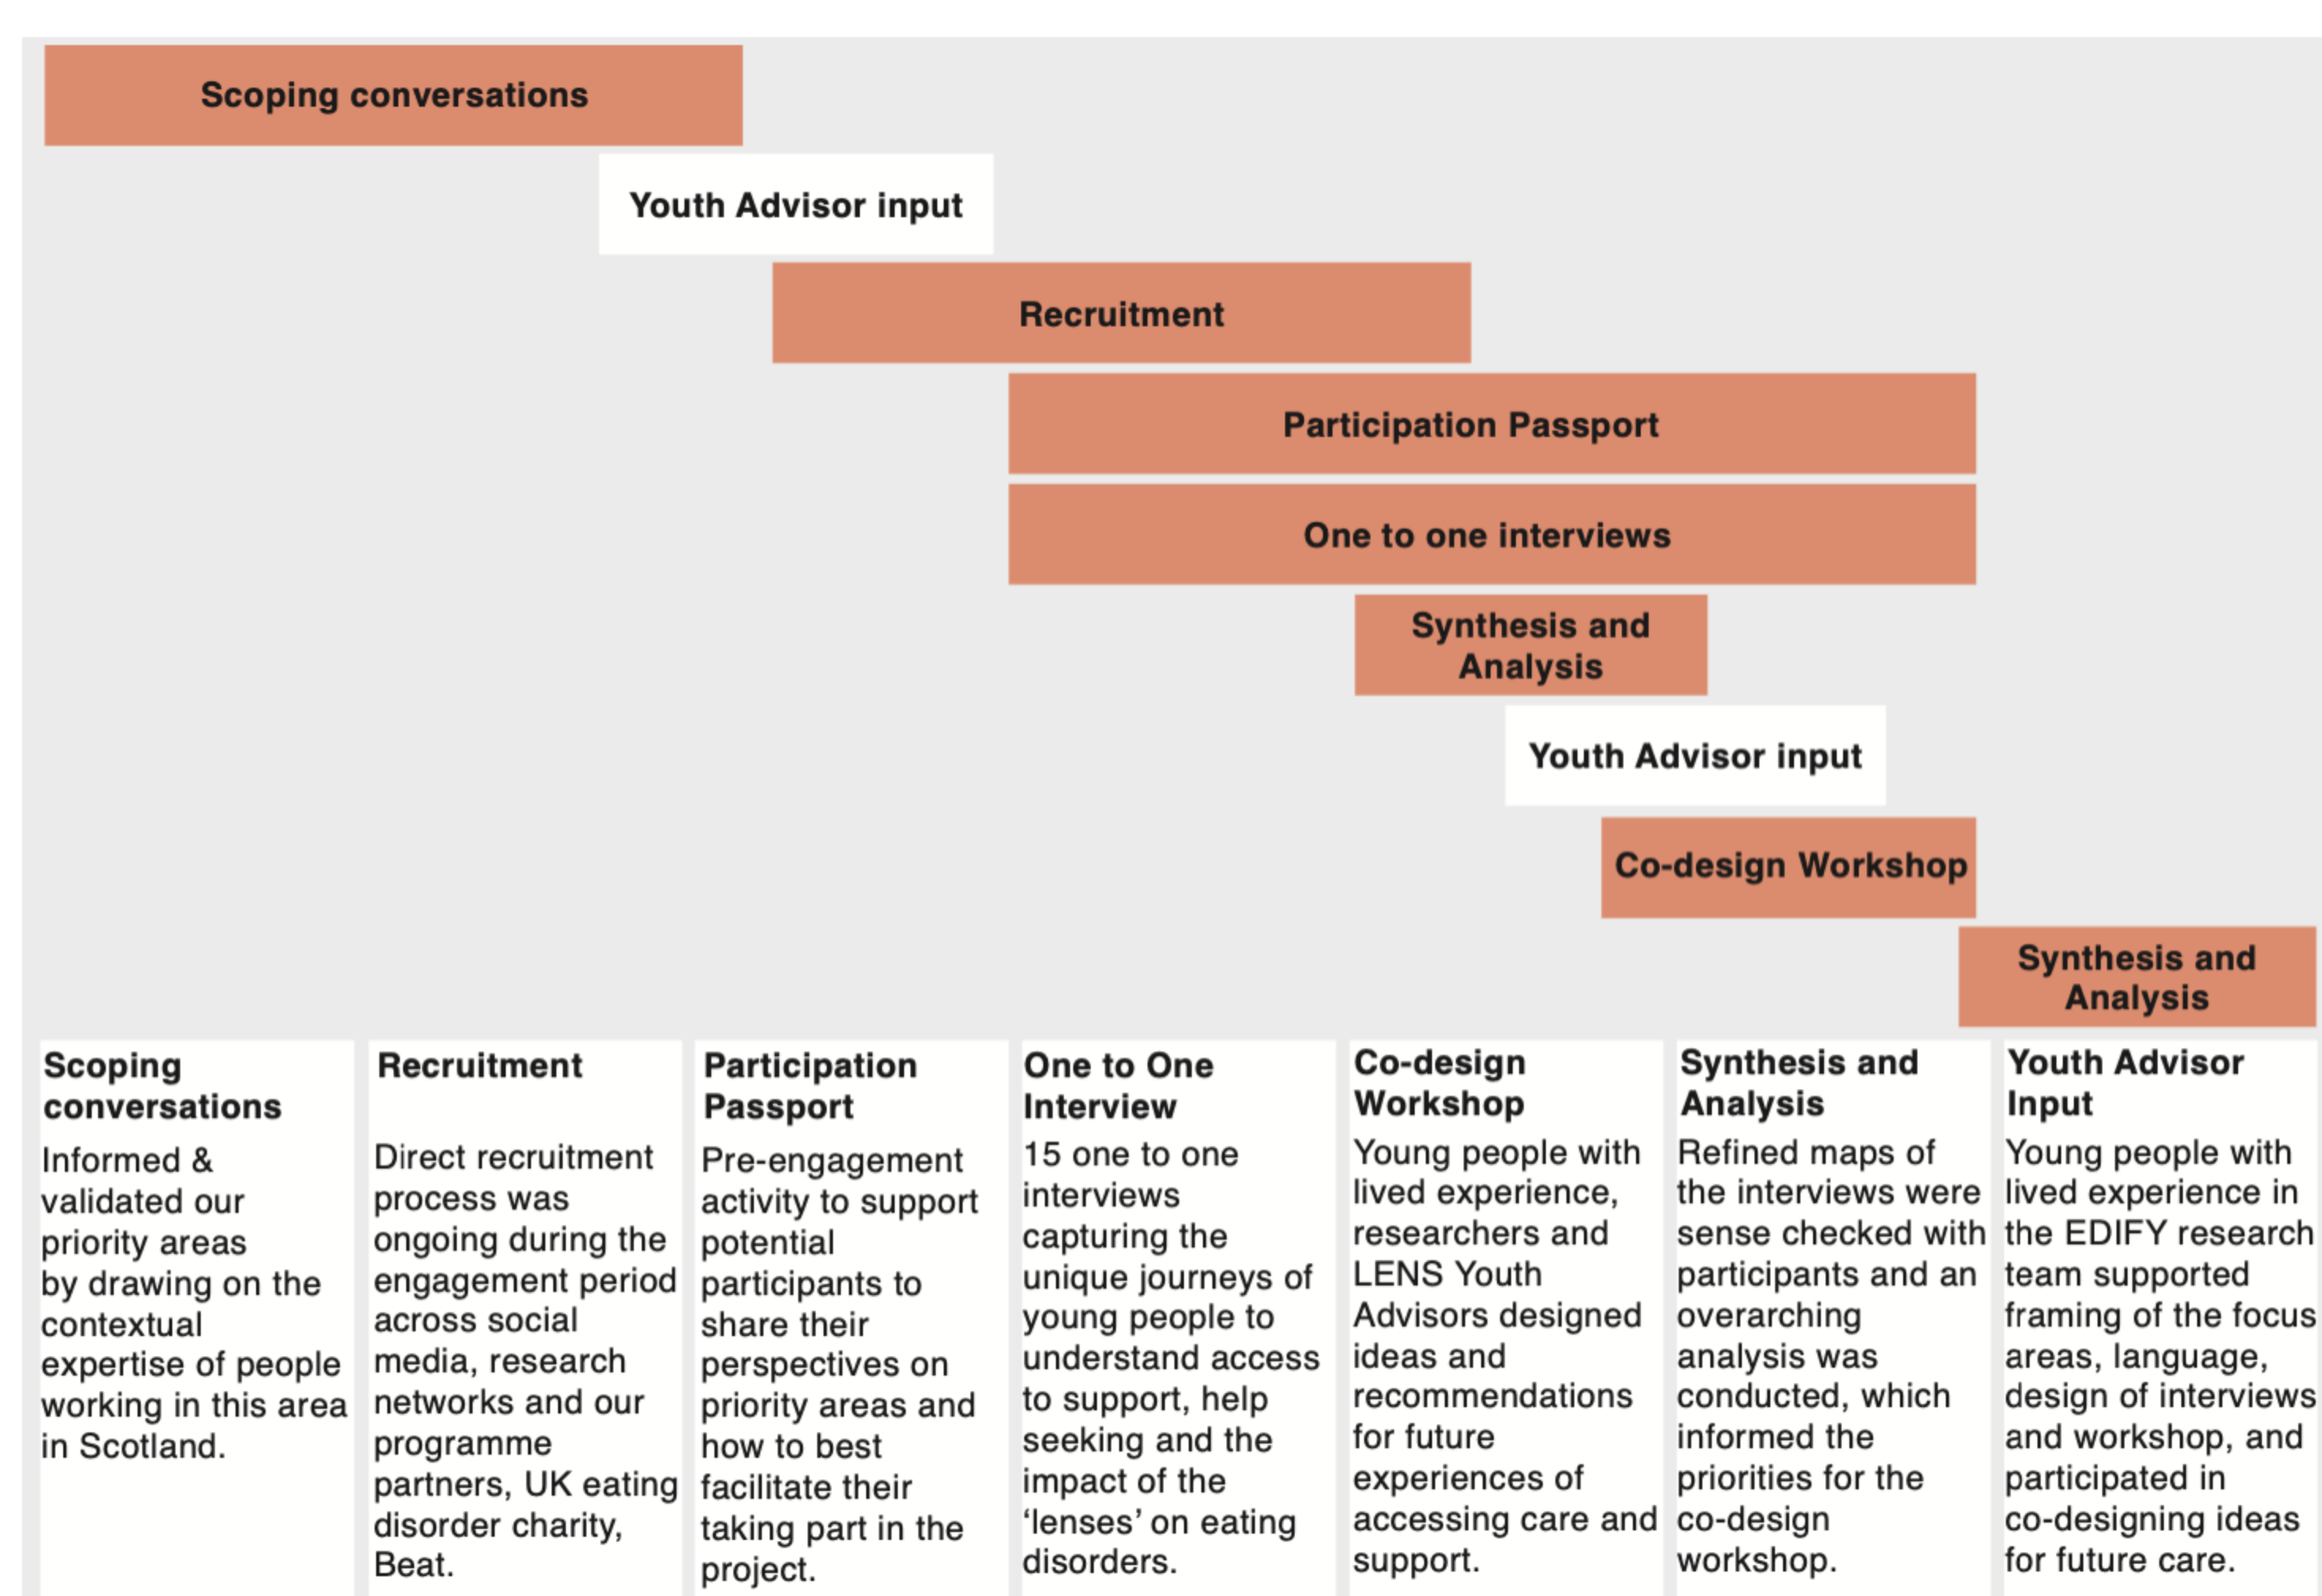 Scoping conversations
Youth Advisor input
Recruitment
Participation Passport
One to one interviews
Synthesis and
Analysis
Youth Advisor input
Co-design Workshop
Synthesis and
Analysis
Scoping
conversations
Informed &
validated our
priority areas
by drawing on the
contextual
expertise of people
working in this area
in Scotland.
Recruitment
Direct recruitment
process was
ongoing during the
engagement period
across social
media, research
networks and our
programme
partners, UK eating
disorder charity,
Beat.
Participation
Passport
Pre-engagement
activity to support
potential
participants to
share their
perspectives on
priority areas and
how to best
facilitate their
taking part in the
project.
One to One
Interview
15 one to one
interviews
capturing the
unique journeys of
young people to
understand access
to support, help
seeking and the
impact of the
‘lenses’ on eating
disorders.
Co-design
Workshop
Young people with
lived experience,
researchers and
LENS Youth
Advisors designed
ideas and
recommendations
for future
experiences of
accessing care and
support.
Synthesis and
Analysis
Refined maps of
the interviews were
sense checked with
participants and an
overarching
analysis was
conducted, which
informed the
priorities for the
co-design
workshop.
Youth Advisor
Input
Young people with
lived experience in
the EDIFY research
team supported
framing of the focus
areas, language,
design of interviews
and workshop, and
participated in
co-designing ideas
for future care.